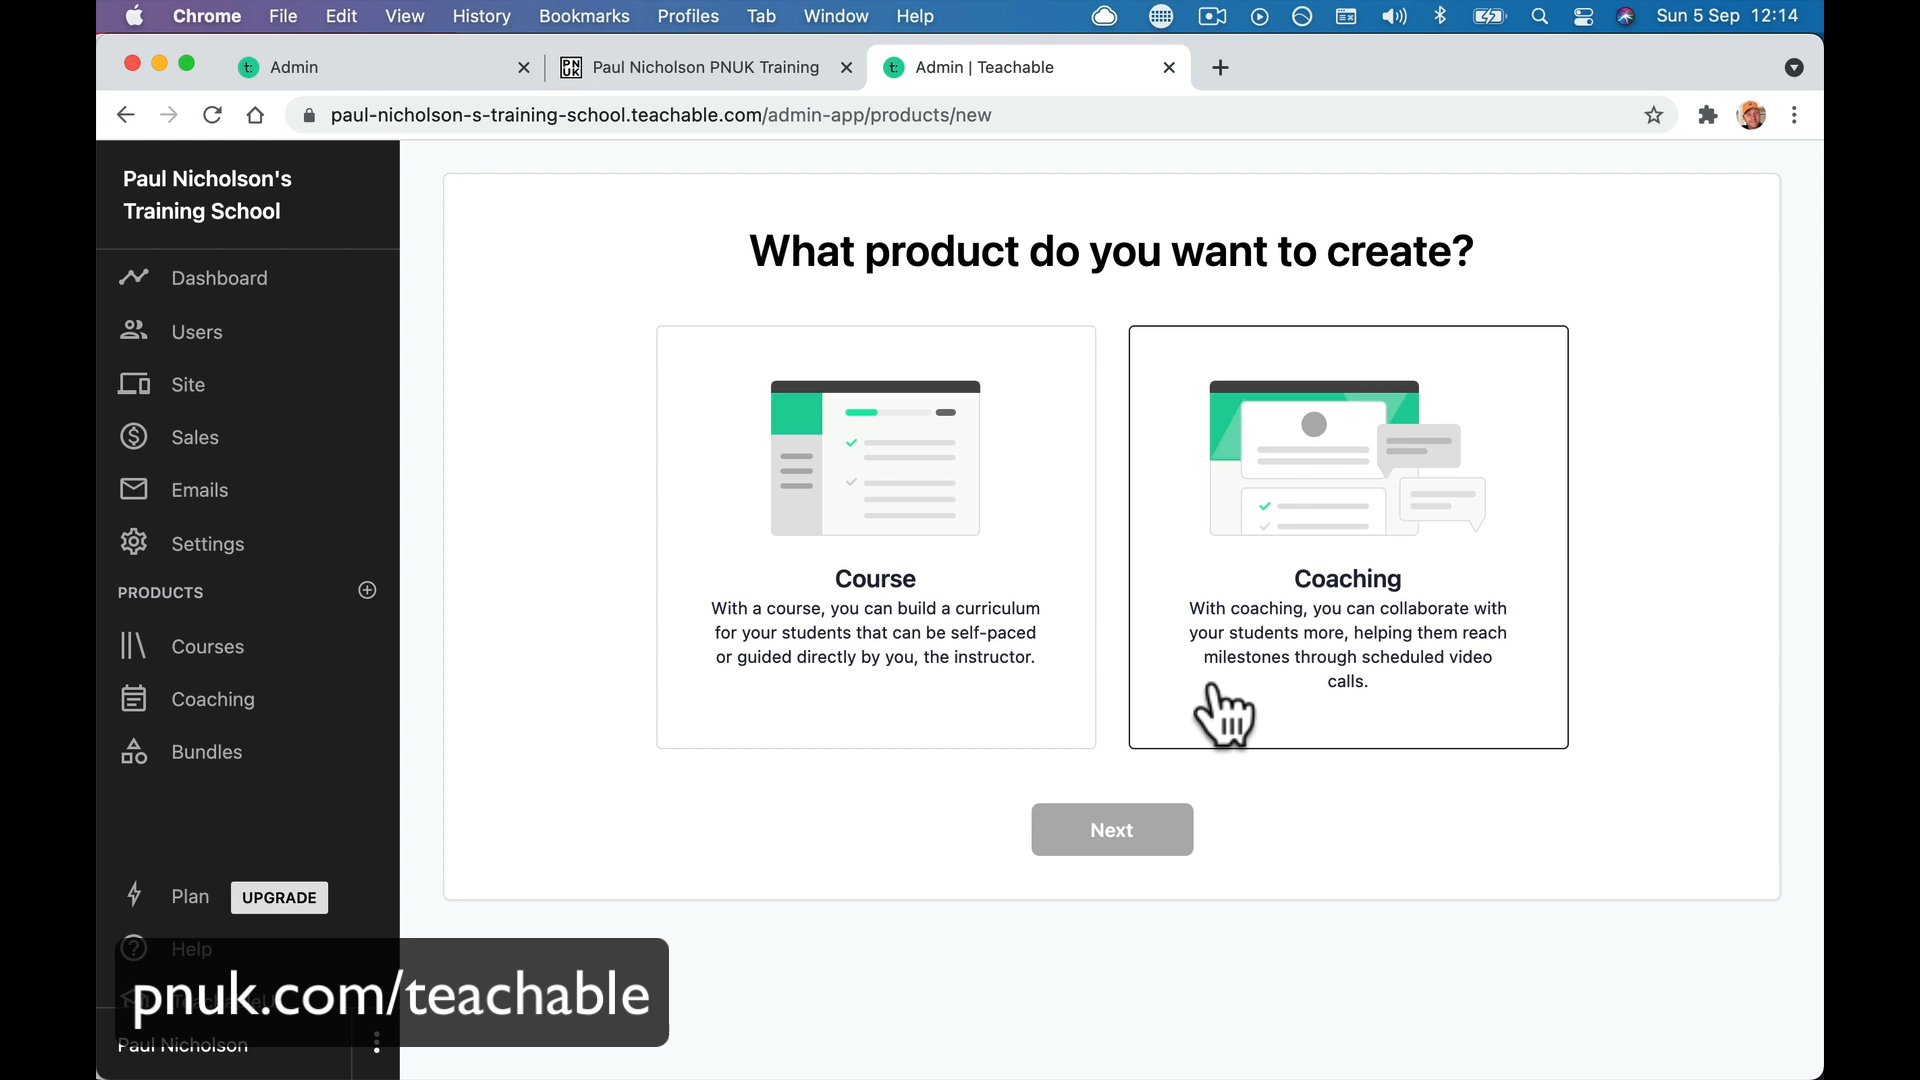 Chrome File Edit View History Bookmarks Profiles Tab Window Help Sun 5 Sep 12:14
t: Admin
PN UK Paul Nicholson PNUK Training
t: Admin | Teachable
paul-nicholson-s-training-school.teachable.com/admin-app/products/new
Paul Nicholson's
Training School
Dashboard
Users
Site
Sales
Emails
Settings
PRODUCTS
Courses
Coaching
Bundles
Plan UPGRADE
Help
Paul Nicholson
What product do you want to create?
Course
With a course, you can build a curriculum
for your students that can be self-paced
or guided directly by you, the instructor.
Coaching
With coaching, you can collaborate with
your students more, helping them reach
milestones through scheduled video
calls.
Next
pnuk.com/teachable